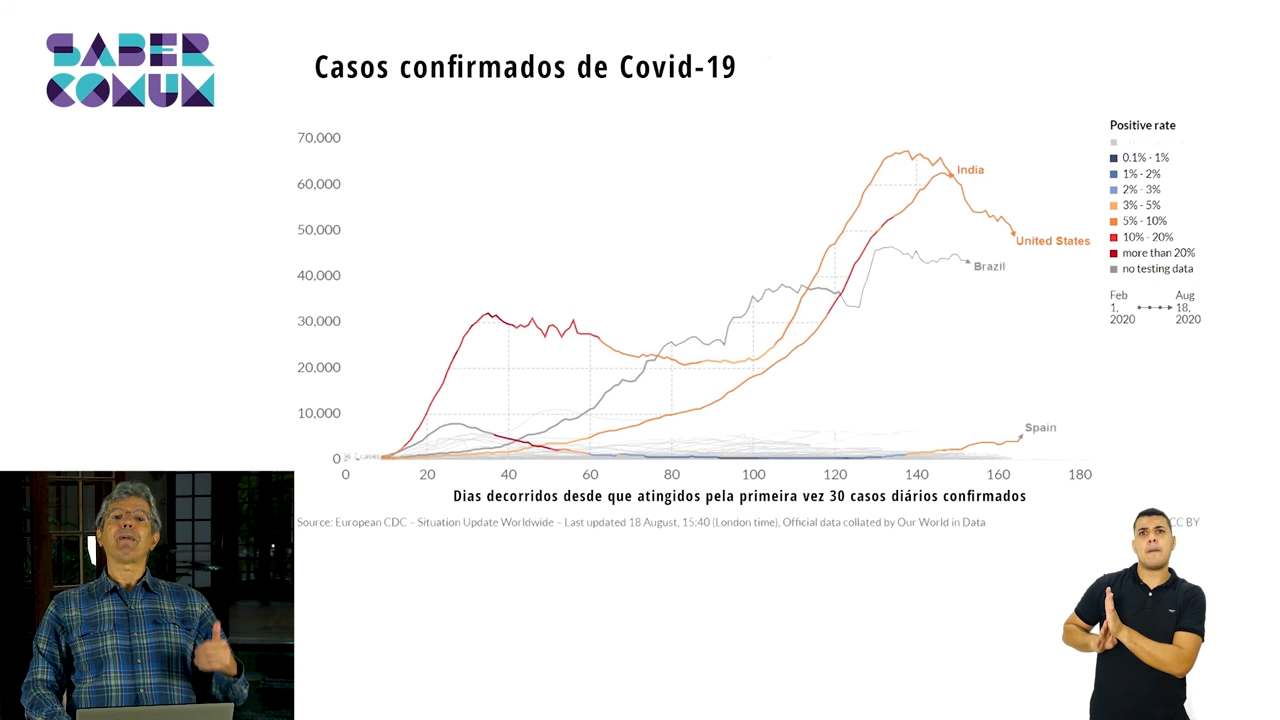 SABER
COMUM
Casos confirmados de Covid-19
70,000
60,000
50,000
40,000
30,000
20,000
10,000
0
0
20
40
60
80
100
120
140
160
180
India
United States
Brazil
Spain
Positive rate
0.1% - 1%
1% - 2%
2% - 3%
3% - 5%
5% - 10%
10% - 20%
more than 20%
no testing data
Feb
1,
2020
Aug
18,
2020
Dias decorridos desde que atingidos pela primeira vez 30 casos diários confirmados
Source: European CDC – Situation Update Worldwide – Last updated 18 August, 15:40 (London time), Official data collated by Our World in Data
CC BY